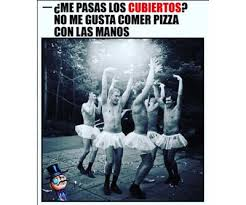 — ¿ME PASAS LOS CUBIERTOS?
NO ME GUSTA COMER PIZZA
CON LAS MANOS